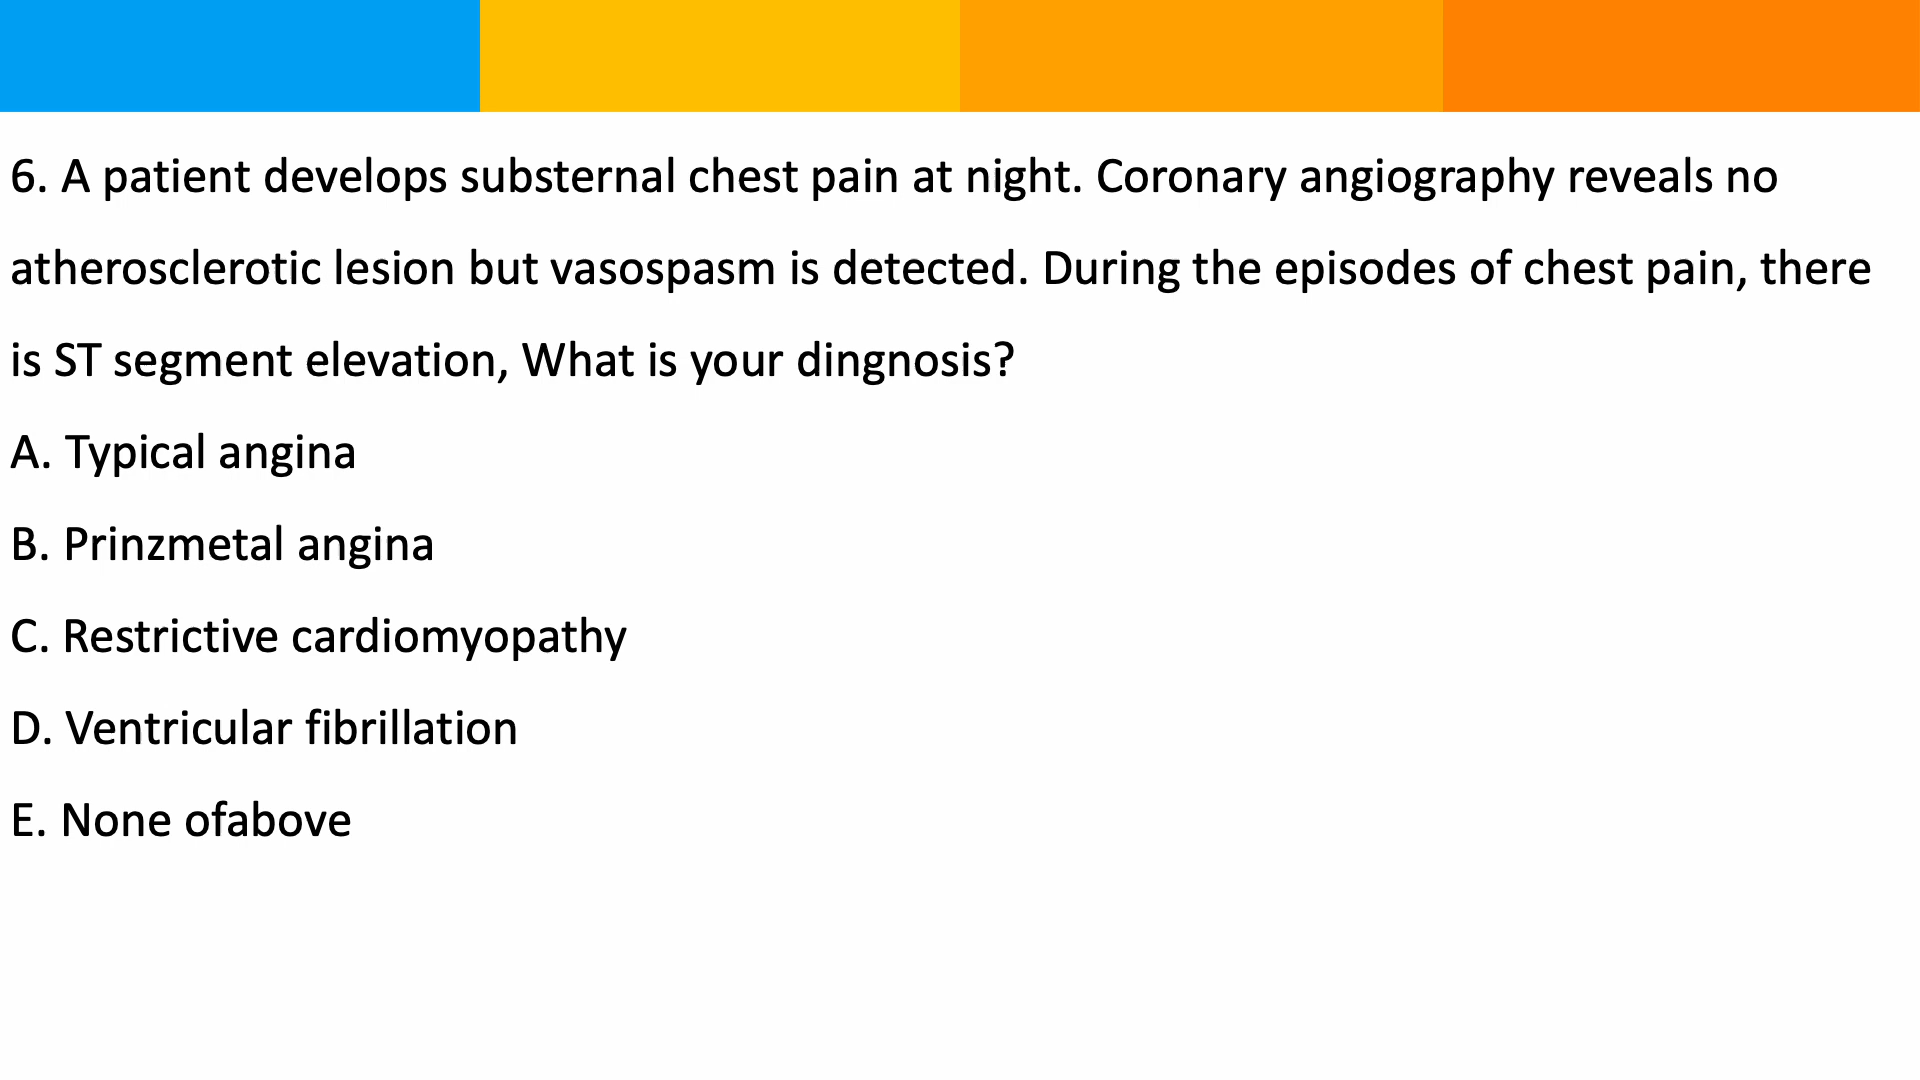 6. A patient develops substernal chest pain at night. Coronary angiography reveals no
atherosclerotic lesion but vasospasm is detected. During the episodes of chest pain, there
is ST segment elevation, What is your dingnosis?
A. Typical angina
B. Prinzmetal angina
C. Restrictive cardiomyopathy
D. Ventricular fibrillation
E. None ofabove